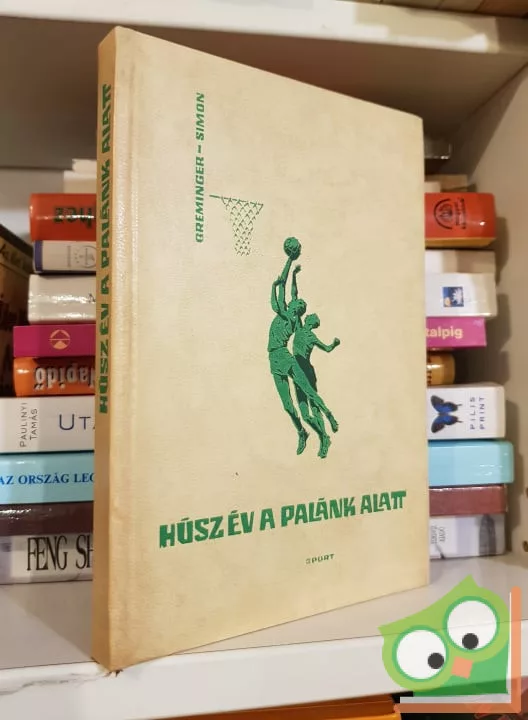 GREMINGER – SIMON
HÚSZ ÉV A PALÁNK ALATT
SPORT
HÚSZ ÉV A PALÁNK ALATT
Napidő
PAULINYI
TAMÁS
UTA
AZ ORSZÁG LEG
FENG SH
talpig
PILIS
PRINT